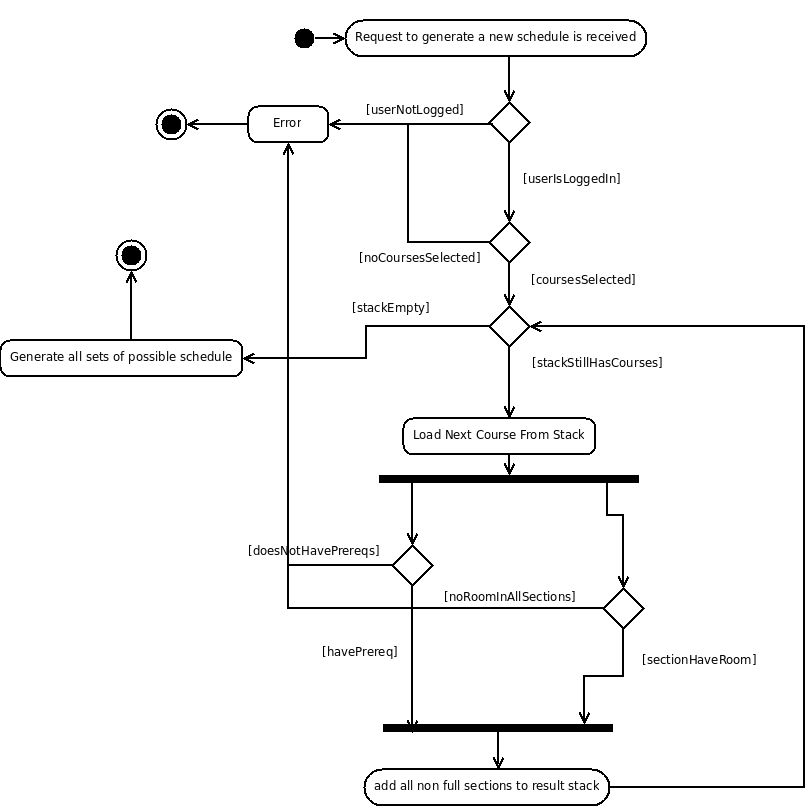 Request to generate a new schedule is received
[userNotLogged]
Error
[userIsLoggedIn]
[noCoursesSelected]
[coursesSelected]
[stackEmpty]
Generate all sets of possible schedule
[stackStillHasCourses]
Load Next Course From Stack
[doesNotHavePrereqs]
[noRoomInAllSections]
[havePrereq]
[sectionHaveRoom]
add all non full sections to result stack